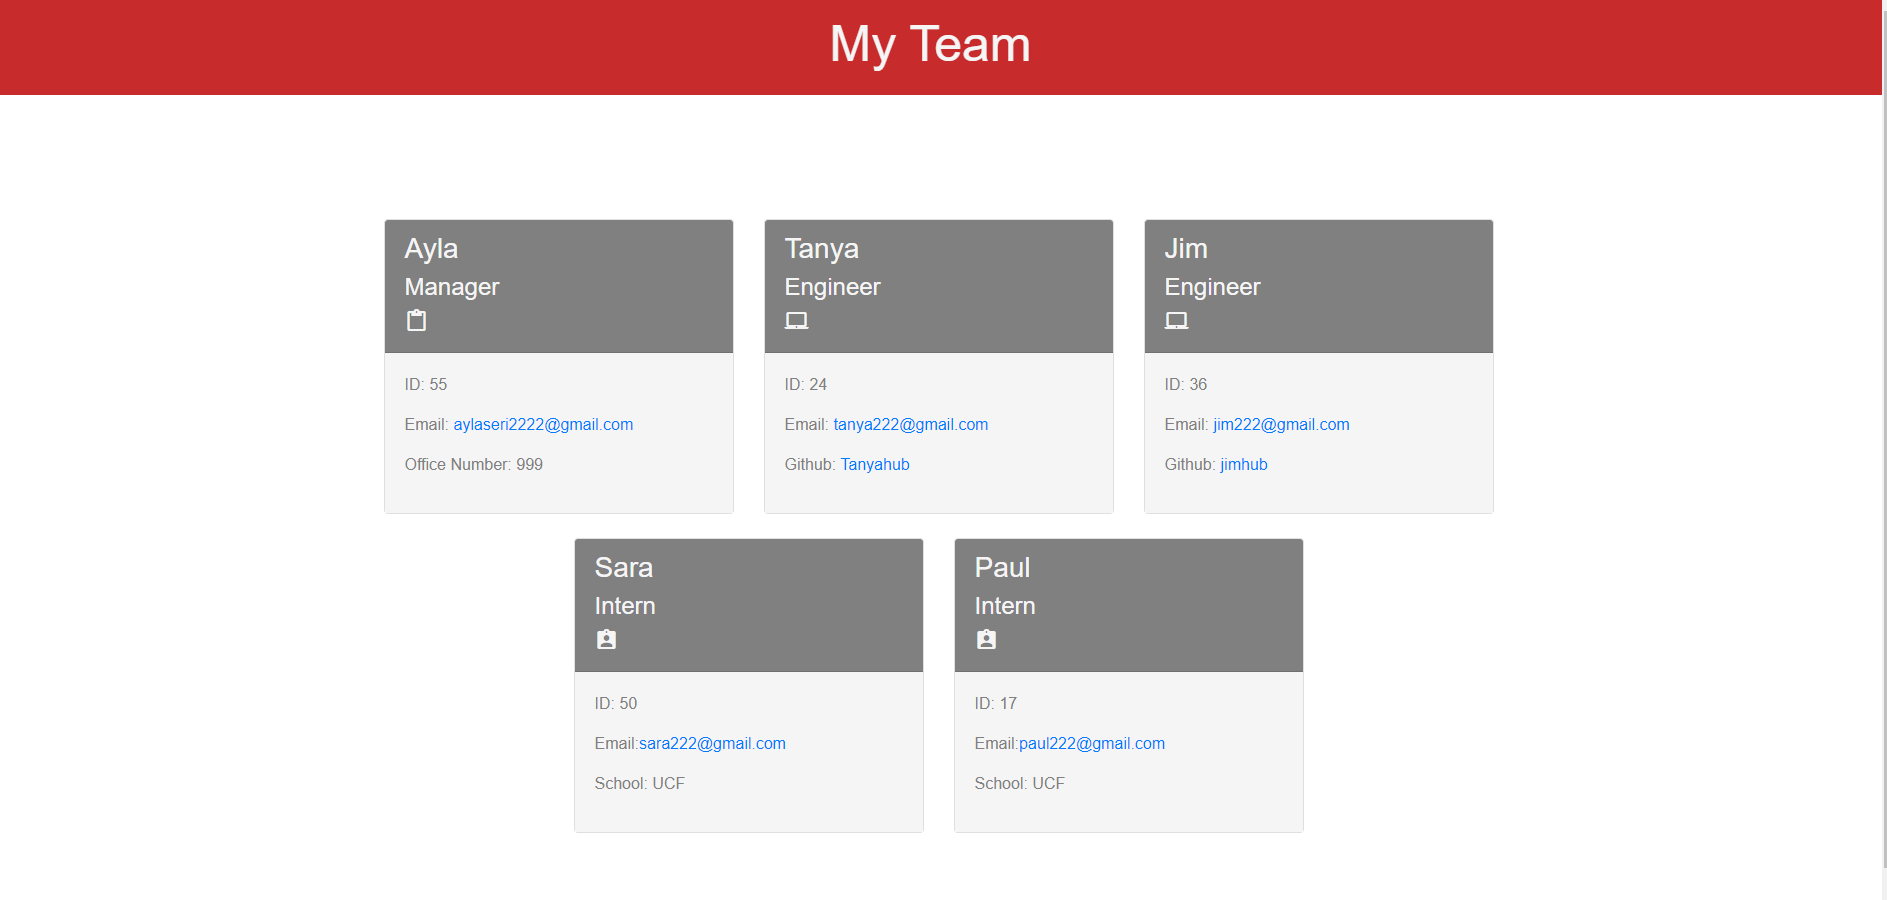 My Team
Ayla
Manager
ID: 55
Email: aylaseri2222@gmail.com
Office Number: 999
Tanya
Engineer
ID: 24
Email: tanya222@gmail.com
Github: Tanyahub
Jim
Engineer
ID: 36
Email: jim222@gmail.com
Github: jimhub
Sara
Intern
ID: 50
Email:sara222@gmail.com
School: UCF
Paul
Intern
ID: 17
Email:paul222@gmail.com
School: UCF